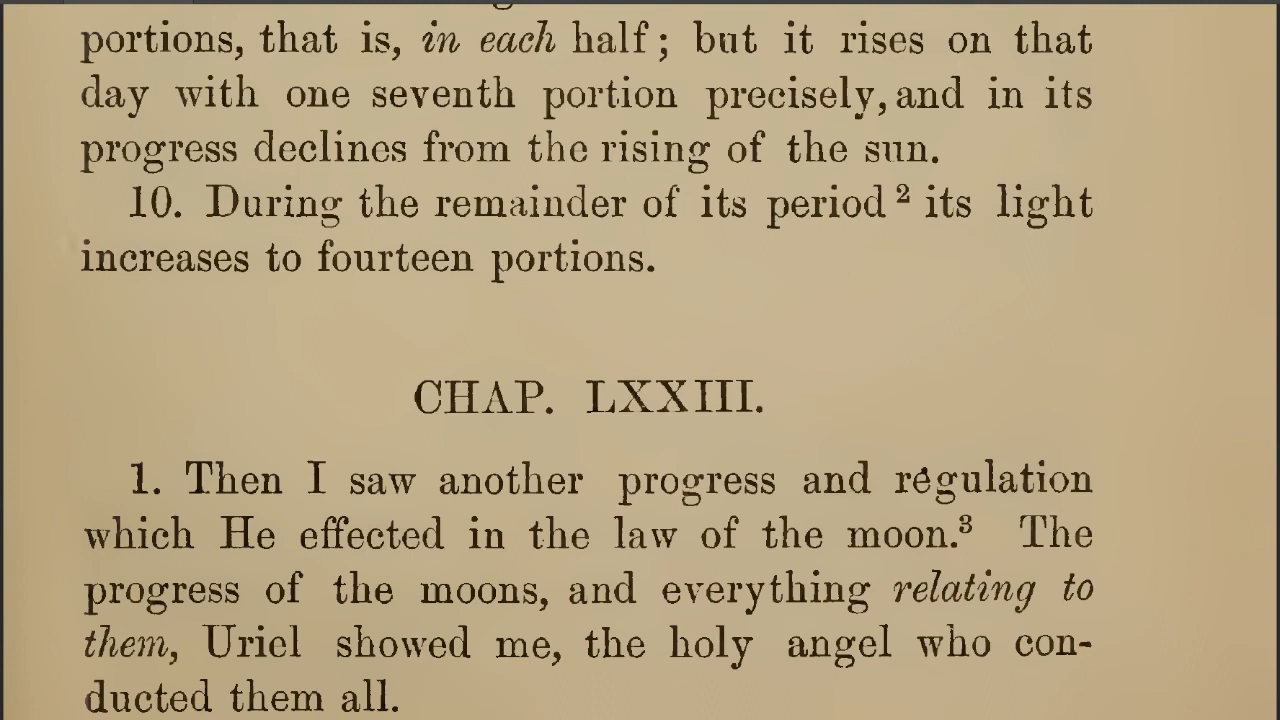 portions, that is, in each half; but it rises on that
day with one seventh portion precisely, and in its
progress declines from the rising of the sun.
10. During the remainder of its period ² its light
increases to fourteen portions.
CHAP. LXXIII.
1. Then I saw another progress and regulation
which He effected in the law of the moon.³ The
progress of the moons, and everything relating to
them, Uriel showed me, the holy angel who con-
ducted them all.